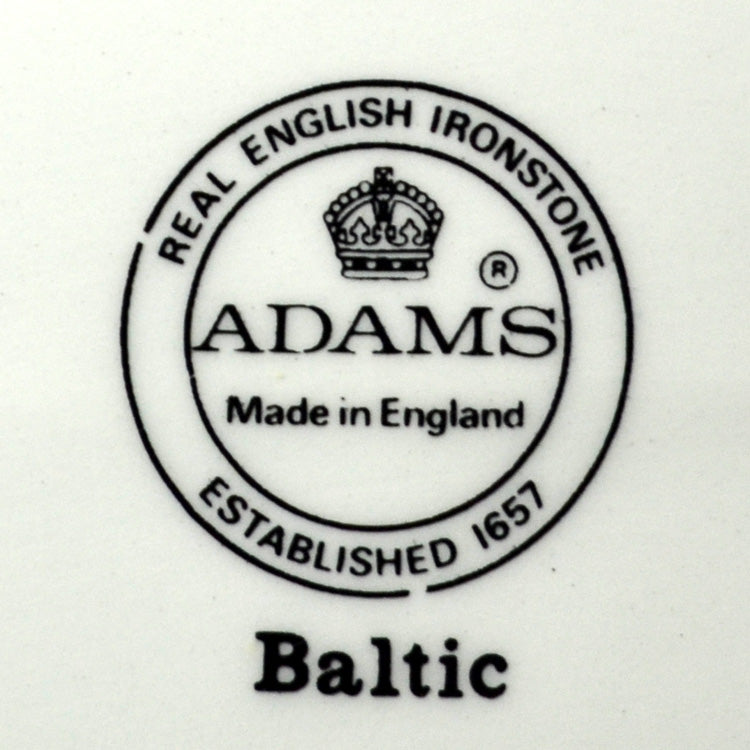 REAL ENGLISH IRONSTONE
®
ADAMS
Made in England
ESTABLISHED 1657
Baltic